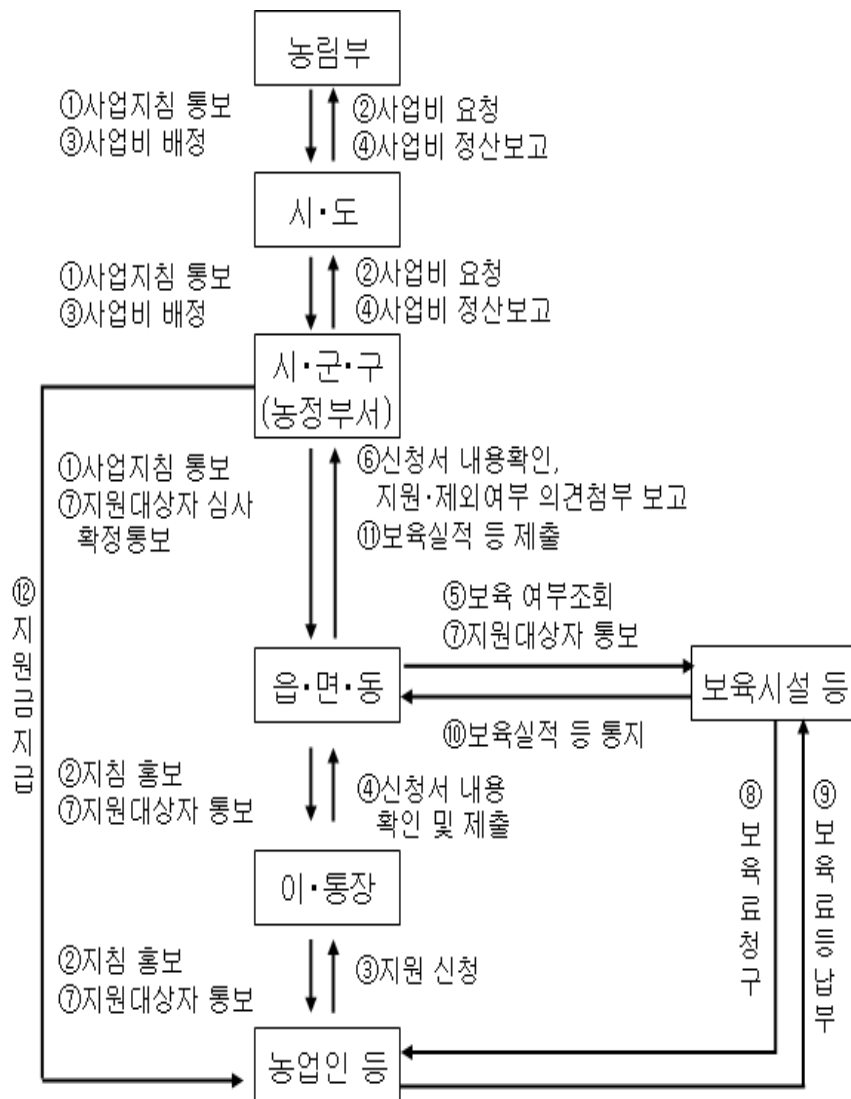 농림부
①사업지침 통보
③사업비 배정
②사업비 요청
④사업비 정산보고
시·도
①사업지침 통보
③사업비 배정
②사업비 요청
④사업비 정산보고
시·군·구
(농정부서)
①사업지침 통보
⑦지원대상자 심사
확정통보
⑥신청서 내용확인,
지원·제외여부 의견첨부 보고
⑪보육실적 등 제출
⑫지원금지급
⑤보육 여부조회
⑦지원대상자 통보
읍·면·동
보육시설 등
⑩보육실적 등 통지
②지침 홍보
⑦지원대상자 통보
④신청서 내용
확인 및 제출
⑧보육료청구
⑨보육료등납부
이·통장
②지침 홍보
⑦지원대상자 통보
③지원 신청
농업인 등